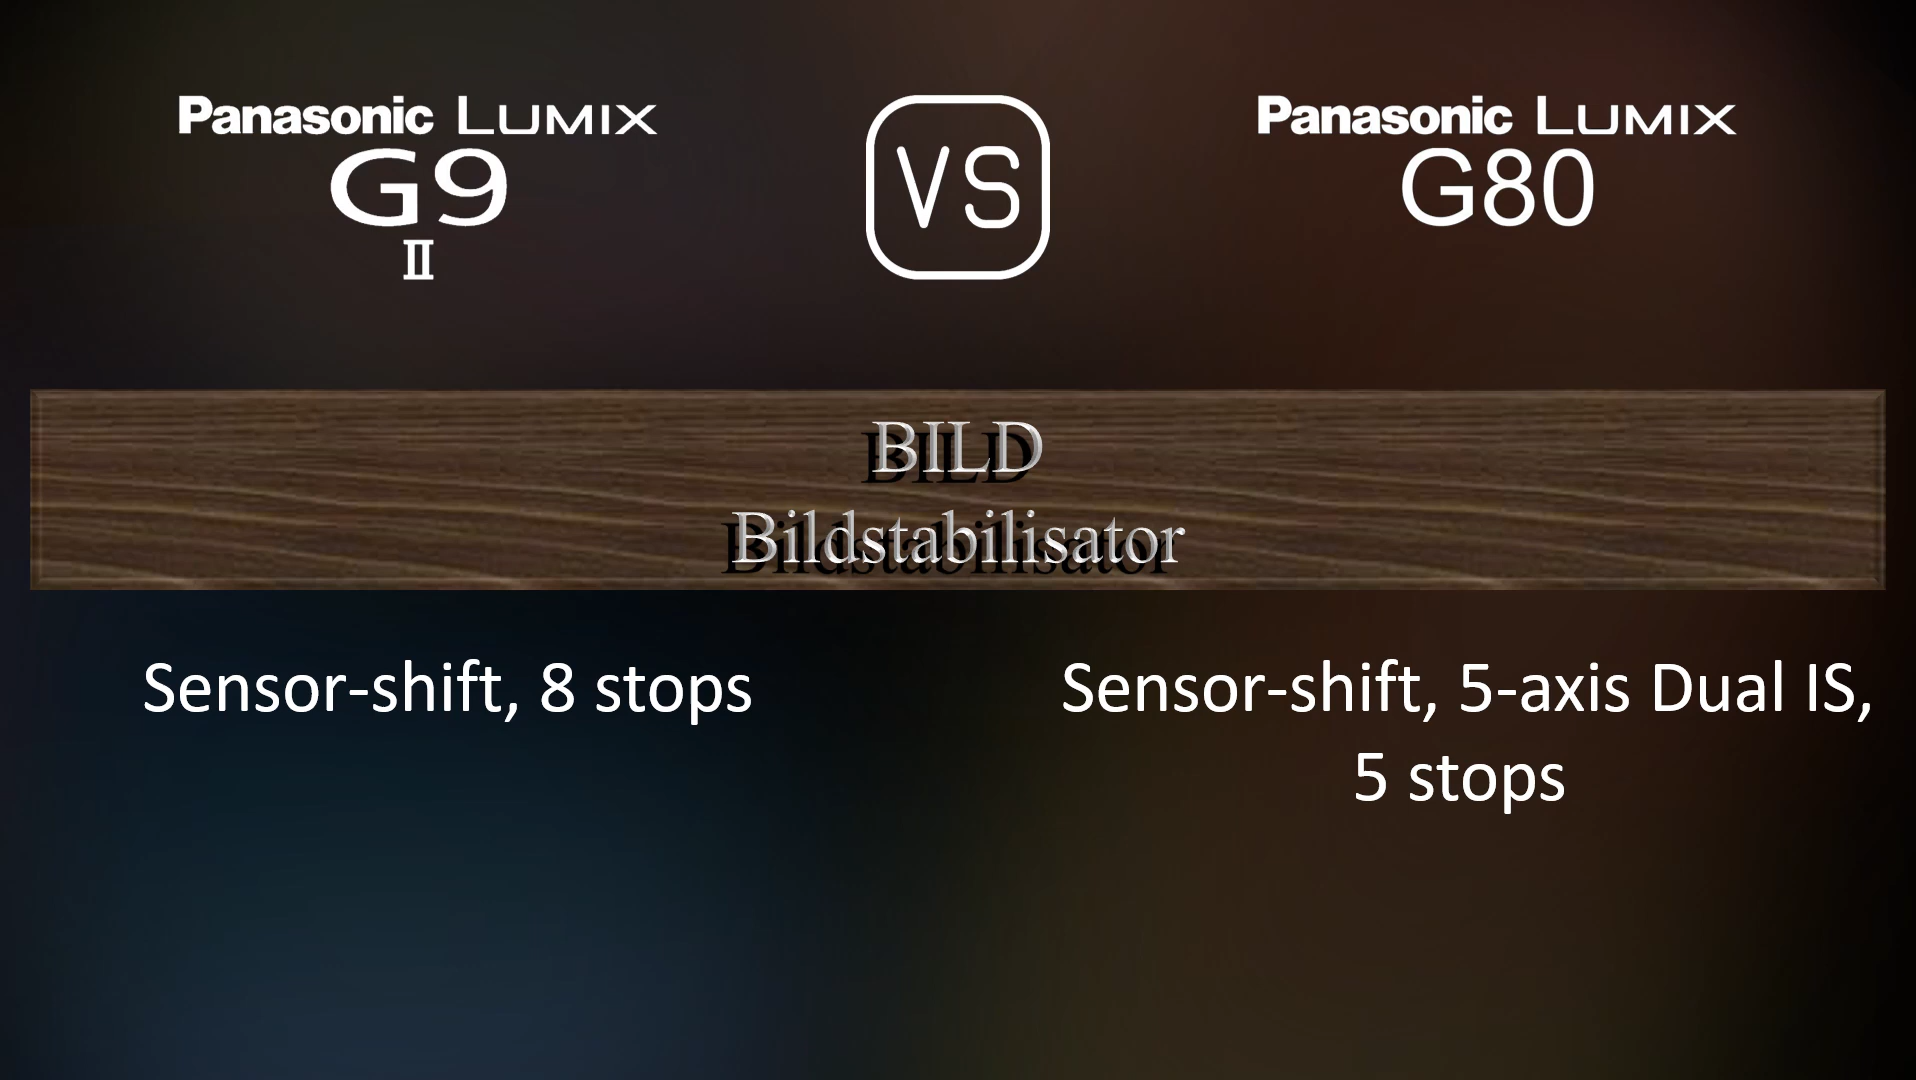 Panasonic LUMIX
G9
II
VS
Panasonic LUMIX
G80
BILD
Bildstabilisator
Sensor-shift, 8 stops
Sensor-shift, 5-axis Dual IS,
5 stops